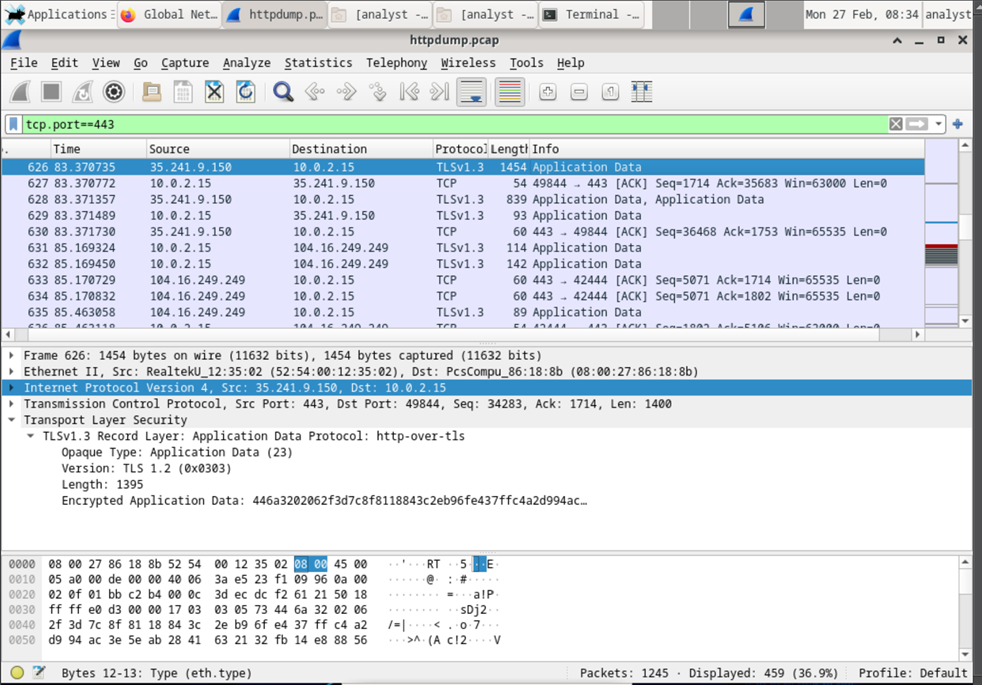 Applications Global Net... httpdump.p... [analyst -... [analyst -... Terminal -... Mon 27 Feb, 08:34 analyst
httpdump.pcap
File Edit View Go Capture Analyze Statistics Telephony Wireless Tools Help
tcp.port==443
. Time Source Destination Protocol Length Info
626 83.370735 35.241.9.150 10.0.2.15 TLSv1.3 1454 Application Data
627 83.370772 10.0.2.15 35.241.9.150 TCP 54 49844 → 443 [ACK] Seq=1714 Ack=35683 Win=63000 Len=0
628 83.371357 35.241.9.150 10.0.2.15 TLSv1.3 839 Application Data, Application Data
629 83.371489 10.0.2.15 35.241.9.150 TLSv1.3 93 Application Data
630 83.371730 35.241.9.150 10.0.2.15 TCP 60 443 → 49844 [ACK] Seq=36468 Ack=1753 Win=65535 Len=0
631 85.169324 10.0.2.15 104.16.249.249 TLSv1.3 114 Application Data
632 85.169450 10.0.2.15 104.16.249.249 TLSv1.3 142 Application Data
633 85.170729 104.16.249.249 10.0.2.15 TCP 60 443 → 42444 [ACK] Seq=5071 Ack=1714 Win=65535 Len=0
634 85.170832 104.16.249.249 10.0.2.15 TCP 60 443 → 42444 [ACK] Seq=5071 Ack=1802 Win=65535 Len=0
635 85.463058 104.16.249.249 10.0.2.15 TLSv1.3 89 Application Data
636 85.463118 10.0.2.15 104.16.249.249 TCP 54 42444 → 443 [ACK] Seq=1802 Ack=5106 Win=63000 Len=0
Frame 626: 1454 bytes on wire (11632 bits), 1454 bytes captured (11632 bits)
Ethernet II, Src: RealtekU_12:35:02 (52:54:00:12:35:02), Dst: PcsCompu_86:18:8b (08:00:27:86:18:8b)
Internet Protocol Version 4, Src: 35.241.9.150, Dst: 10.0.2.15
Transmission Control Protocol, Src Port: 443, Dst Port: 49844, Seq: 34283, Ack: 1714, Len: 1400
Transport Layer Security
TLSv1.3 Record Layer: Application Data Protocol: http-over-tls
Opaque Type: Application Data (23)
Version: TLS 1.2 (0x0303)
Length: 1395
Encrypted Application Data: 446a3202062f3d7c8f8118843c2eb96fe437ffc4a2d994ac…
0000 08 00 27 86 18 8b 52 54 00 12 35 02 08 00 45 00 ··'···RT ··5···E·
0010 05 a0 00 de 00 00 40 06 3a e5 23 f1 09 96 0a 00 ······@· :·#·····
0020 02 0f 01 bb c2 b4 00 0c 3d ec dc f2 61 21 50 18 ········ =···a!P·
0030 ff ff e0 d3 00 00 17 03 03 05 73 44 6a 32 02 06 ········ ··sDj2··
0040 2f 3d 7c 8f 81 18 84 3c 2e b9 6f e4 37 ff c4 a2 /=|····< .·o·7···
0050 d9 94 ac 3e 5e ab 28 41 63 21 32 fb 14 e8 88 56 ···>^·(A c!2····V
Bytes 12-13: Type (eth.type) Packets: 1245 · Displayed: 459 (36.9%) Profile: Default